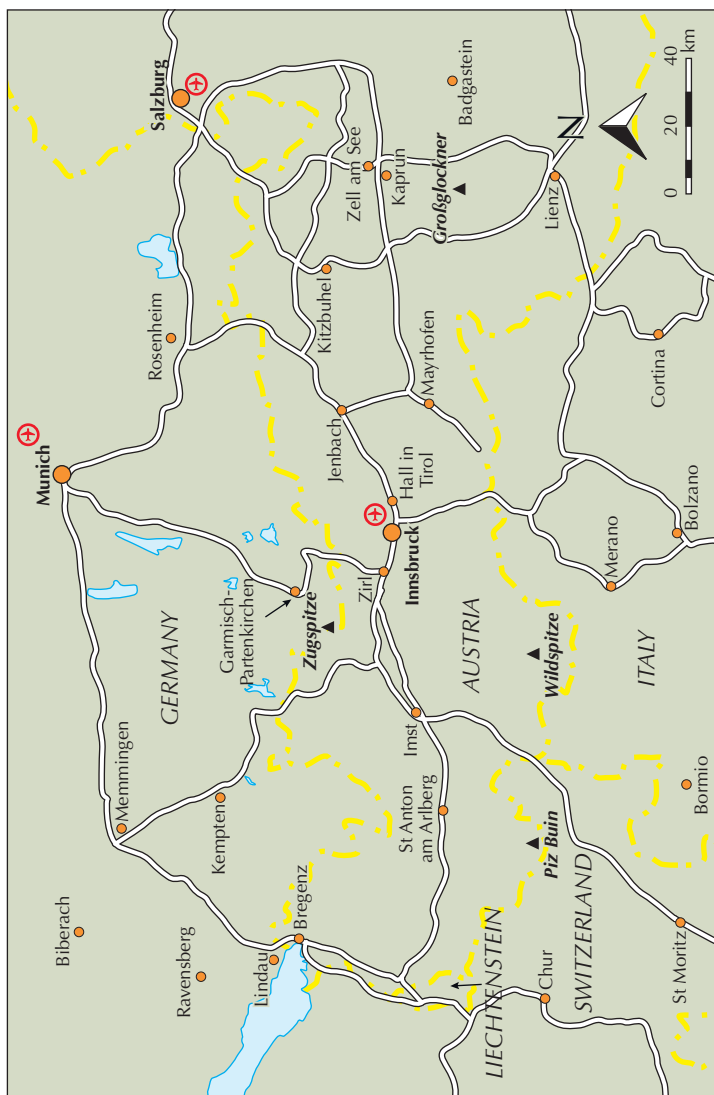 Biberach
Ravensberg
Lindau
Bregenz
Memmingen
Kempten
GERMANY
Munich
Garmisch-
Partenkirchen
Zugspitze
Rosenheim
Salzburg
Kitzbuhel
Zell am See
Kaprun
Badgastein
Großglockner
Jenbach
Mayrhofen
Hall in
Tirol
Innsbruck
Zirl
Imst
St Anton
am Arlberg
AUSTRIA
LIECHTENSTEIN
Chur
SWITZERLAND
Piz Buin
Wildspitze
Lienz
St Moritz
Bormio
ITALY
Merano
Bolzano
Cortina
N
0 20 40
km